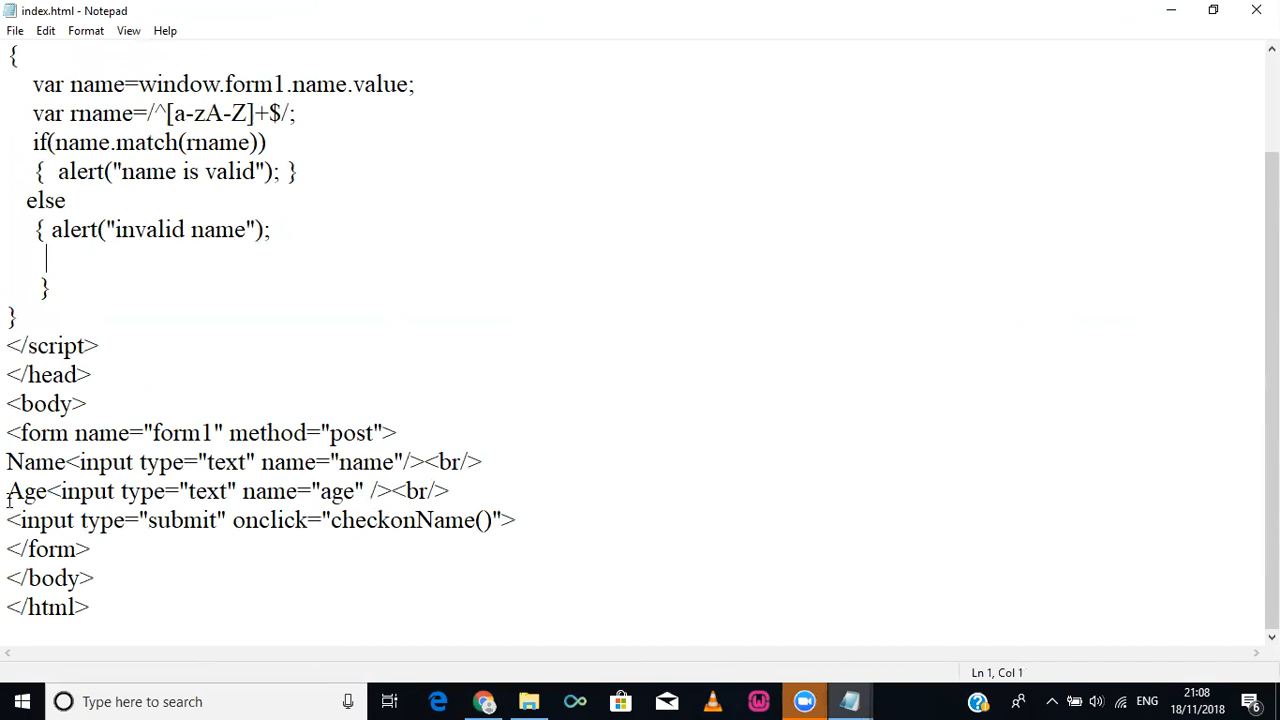 index.html - Notepad
File Edit Format View Help
{
var name=window.form1.name.value;
var rname=/^[a-zA-Z]+$/;
if(name.match(rname))
{ alert("name is valid"); }
else
{ alert("invalid name");
}
}
</script>
</head>
<body>
<form name="form1" method="post">
Name<input type="text" name="name"/><br/>
Age<input type="text" name="age" /><br/>
<input type="submit" onclick="checkonName()">
</form>
</body>
</html>
Ln 1, Col 1
Type here to search
ENG
21:08
18/11/2018
6